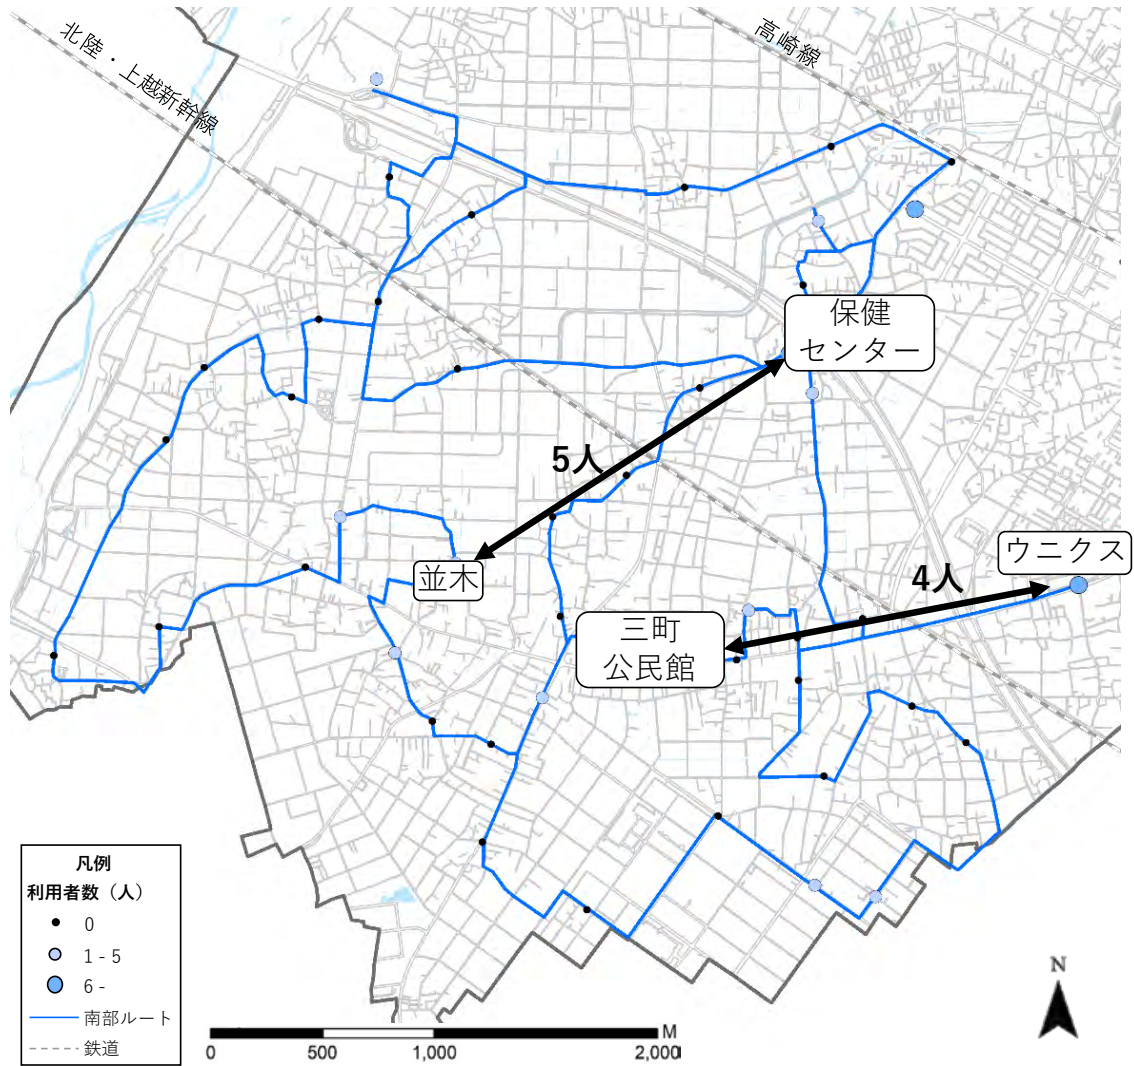 北陸・上越新幹線
高崎線
保健
センター
5人
ウニクス
4人
並木
三町
公民館
凡例
利用者数（人）
0
1 - 5
6 -
南部ルート
鉄道
N
M
0 500 1,000 2,000